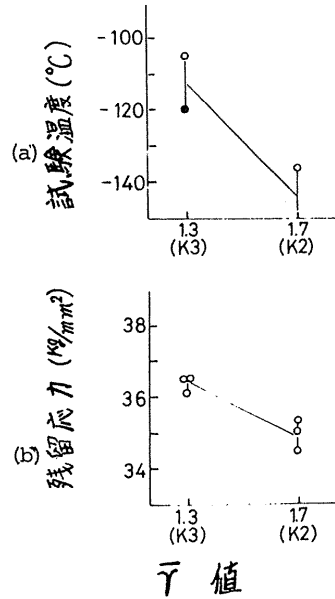 (a)
試験温度(°C)
-100
-120
-140
1.3
1.7
(K3)
(K2)
(b)
残留応力 (Kg/mm²)
38
36
34
1.3
1.7
(K3)
(K2)
r̄ 値